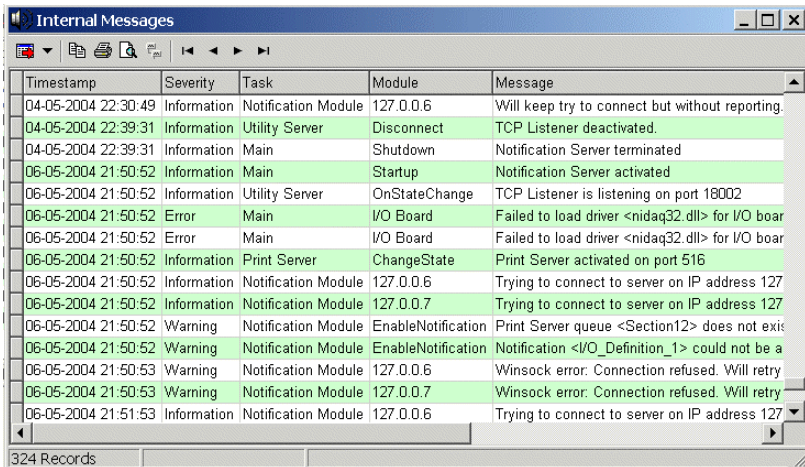 Internal Messages
Timestamp Severity Task Module Message
04-05-2004 22:30:49 Information Notification Module 127.0.0.6 Will keep try to connect but without reporting.
04-05-2004 22:39:31 Information Utility Server Disconnect TCP Listener deactivated.
04-05-2004 22:39:31 Information Main Shutdown Notification Server terminated
06-05-2004 21:50:52 Information Main Startup Notification Server activated
06-05-2004 21:50:52 Information Utility Server OnStateChange TCP Listener is listening on port 18002
06-05-2004 21:50:52 Error Main I/O Board Failed to load driver <nidaq32.dll> for I/O boar
06-05-2004 21:50:52 Error Main I/O Board Failed to load driver <nidaq32.dll> for I/O boar
06-05-2004 21:50:52 Information Print Server ChangeState Print Server activated on port 516
06-05-2004 21:50:52 Information Notification Module 127.0.0.6 Trying to connect to server on IP address 127
06-05-2004 21:50:52 Information Notification Module 127.0.0.7 Trying to connect to server on IP address 127
06-05-2004 21:50:52 Warning Notification Module EnableNotification Print Server queue <Section12> does not exis
06-05-2004 21:50:52 Warning Notification Module EnableNotification Notification <I/O_Definition_1> could not be a
06-05-2004 21:50:53 Warning Notification Module 127.0.0.6 Winsock error: Connection refused. Will retry
06-05-2004 21:50:53 Warning Notification Module 127.0.0.7 Winsock error: Connection refused. Will retry
06-05-2004 21:51:53 Information Notification Module 127.0.0.6 Trying to connect to server on IP address 127
324 Records